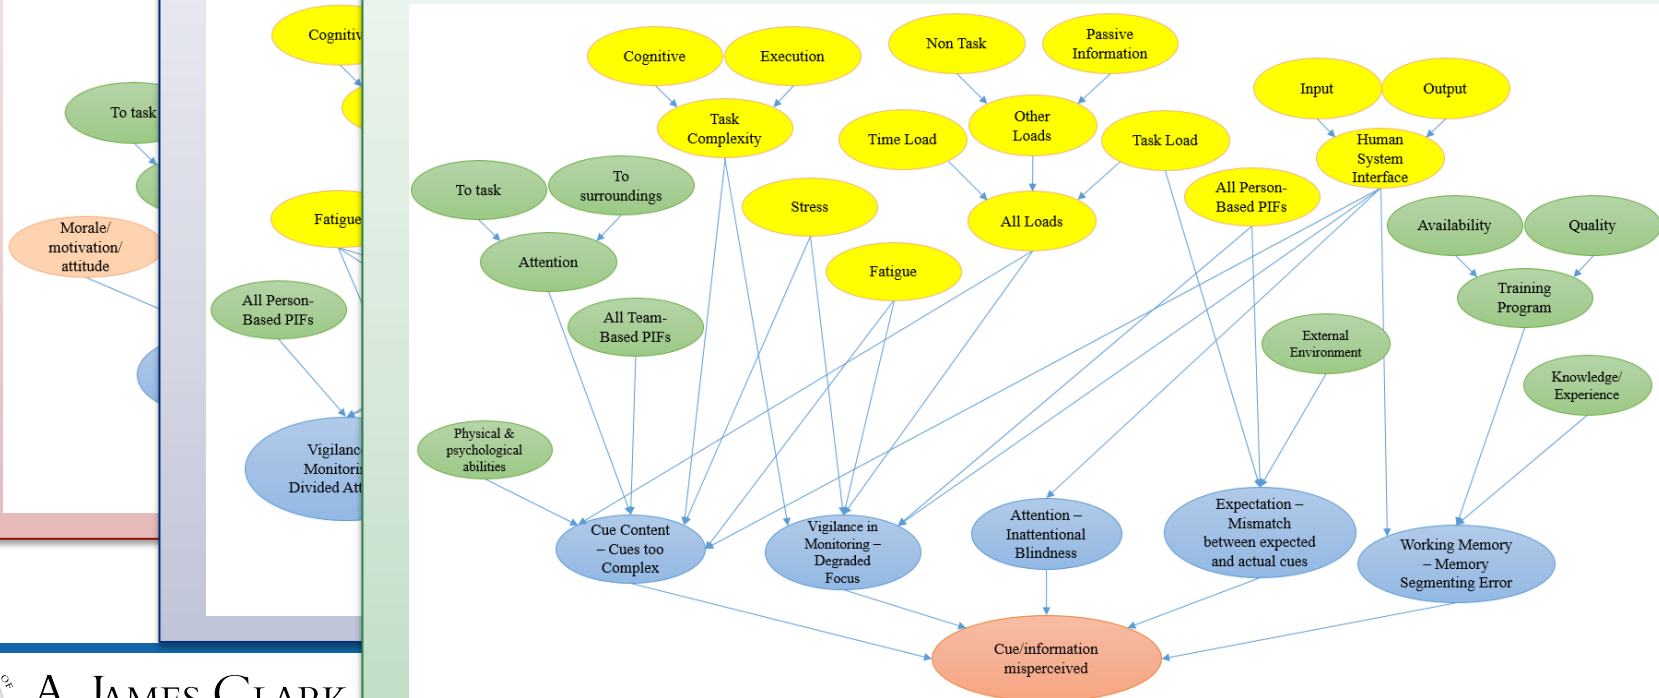 To task
Morale/
motivation/
attitude
Fatigue
All Person-
Based PIFs
Cognitive
Execution
Task
Complexity
Non Task
Passive
Information
Other
Loads
Time Load
Task Load
All Loads
Input
Output
Human
System
Interface
To task
To
surroundings
Attention
Stress
Fatigue
All Person-
Based PIFs
Availability
Quality
Training
Program
All Team-
Based PIFs
External
Environment
Knowledge/
Experience
Physical &
psychological
abilities
Cue Content
– Cues too
Complex
Vigilance in
Monitoring –
Degraded
Focus
Attention –
Inattentional
Blindness
Expectation –
Mismatch
between expected
and actual cues
Working Memory
– Memory
Segmenting Error
Cue/information
misperceived
OF
A. JAMES CLARK